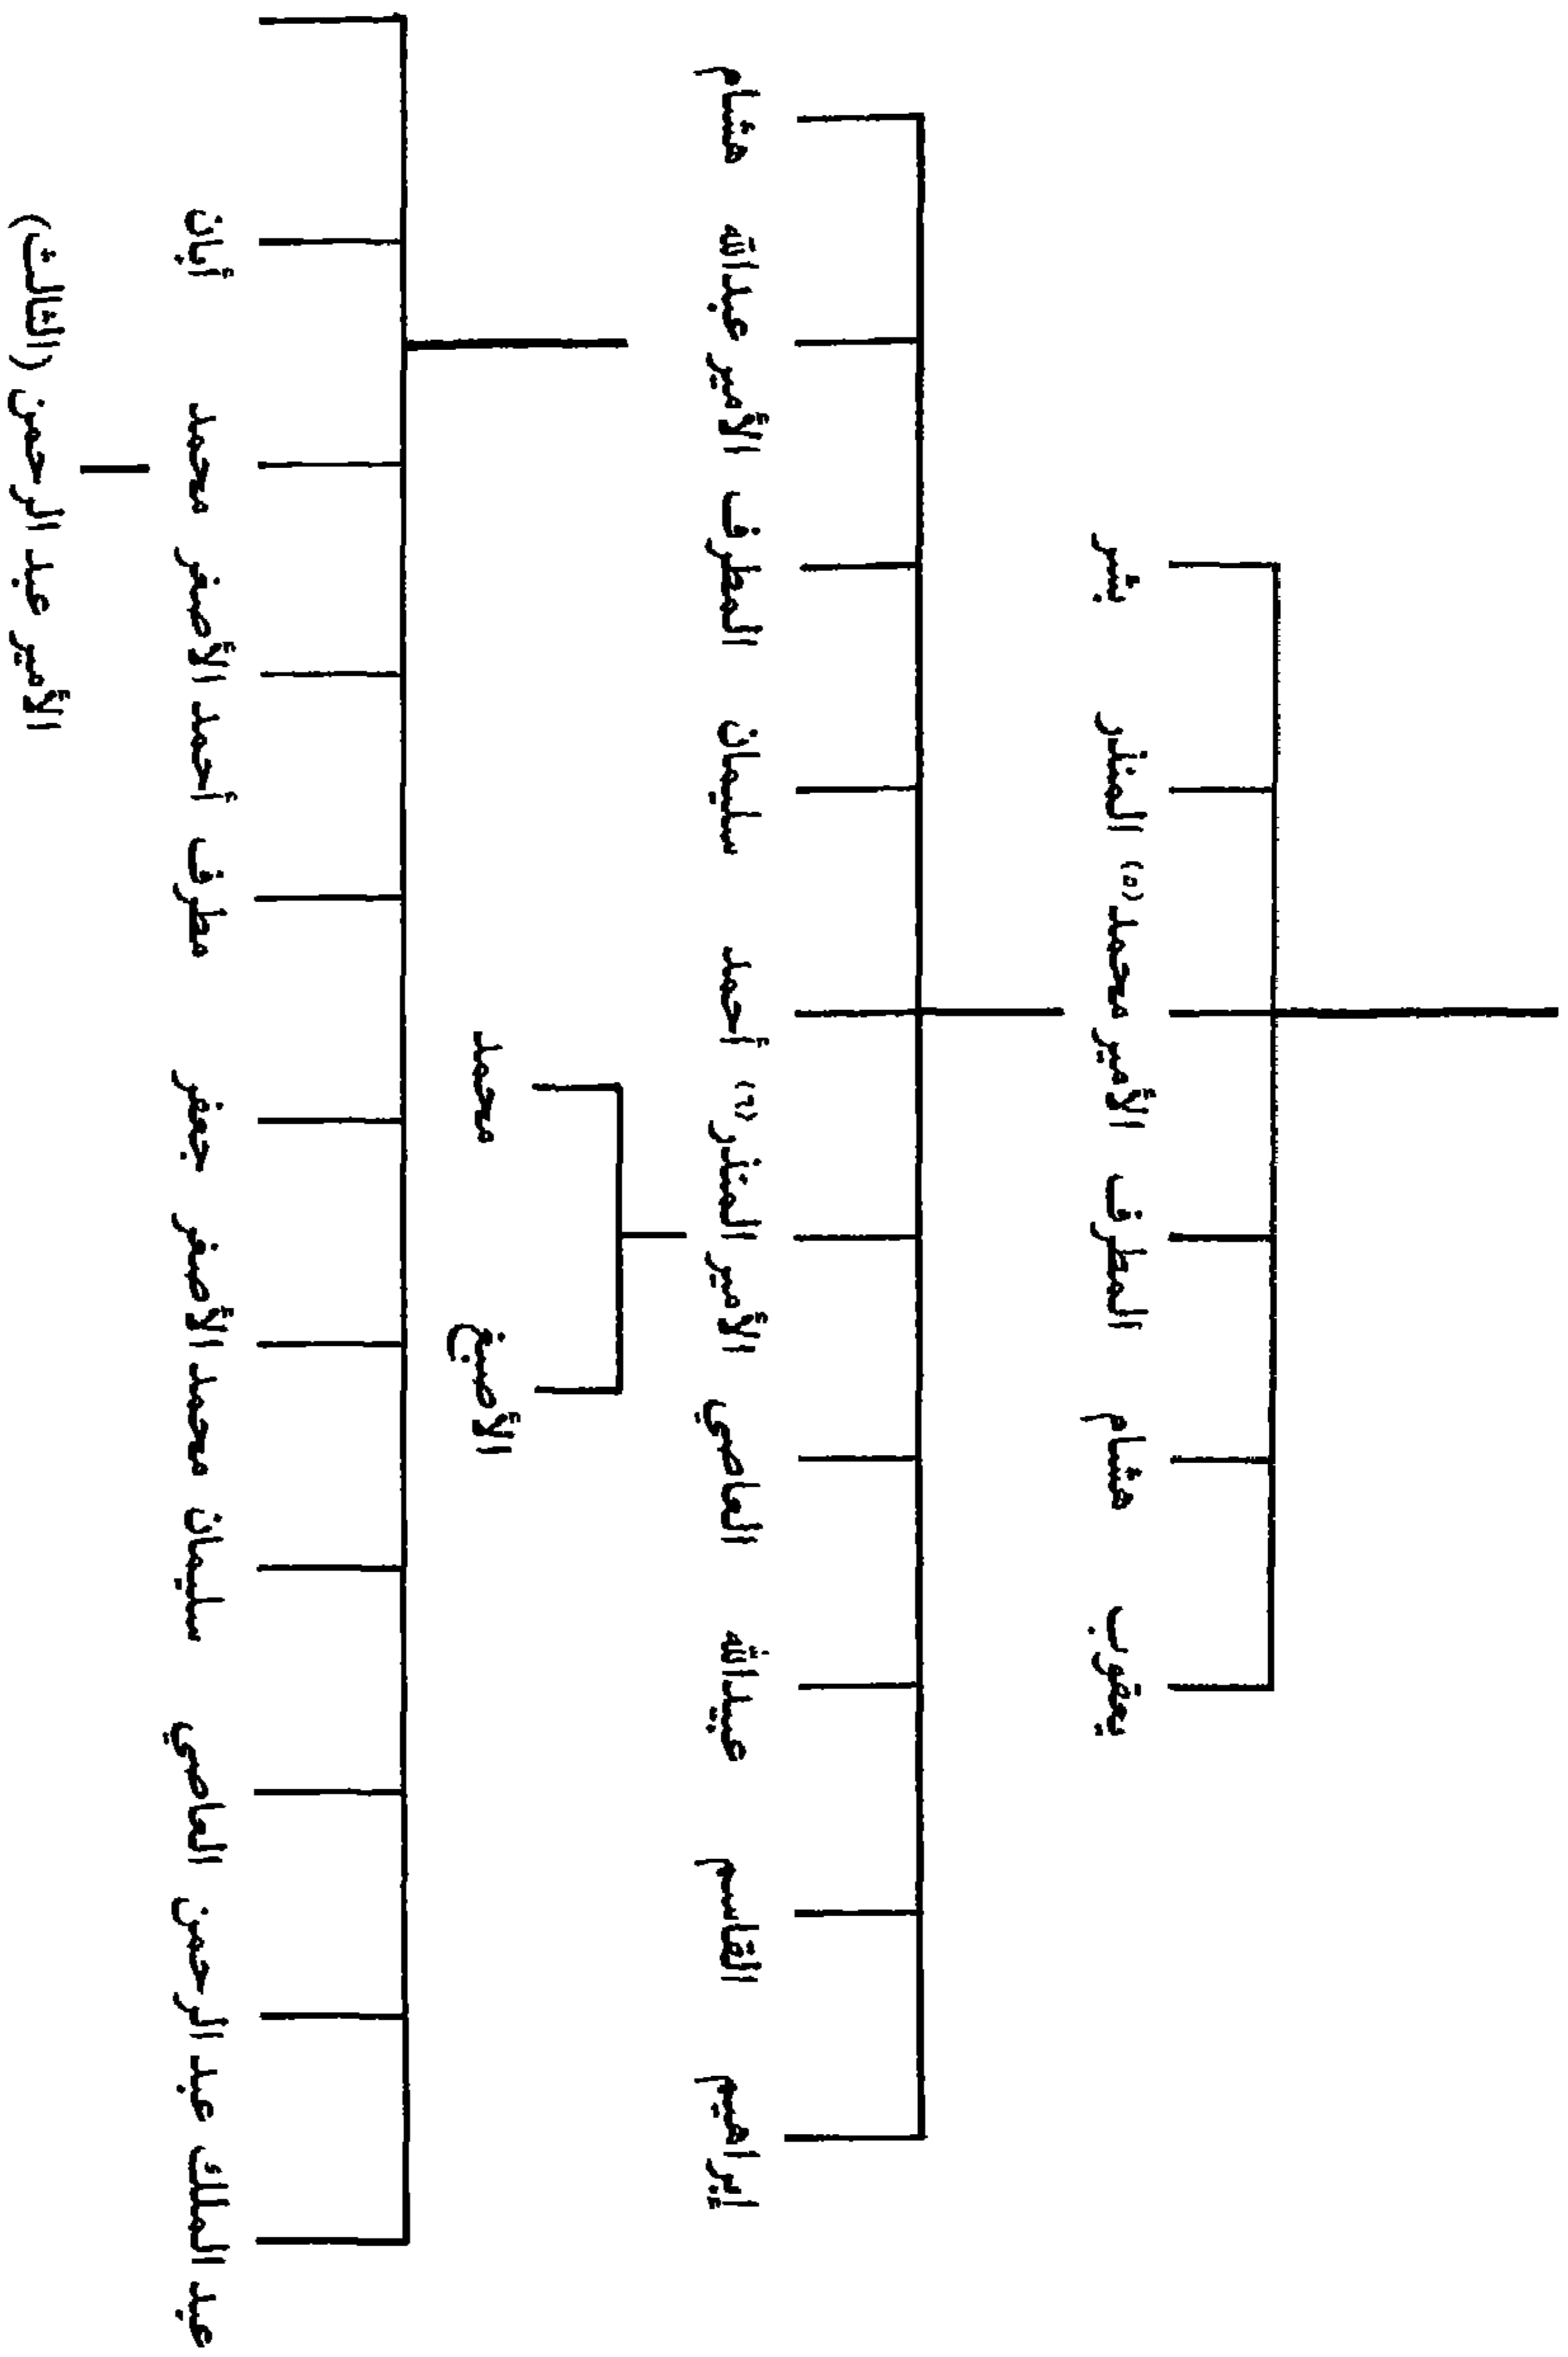 يعقوب هشام المطرف الأمير محمد (٥) المنذر بشر
إبراهيم القاسم عبيدالله العاصي الأمير المنذر (٦) أحمد سليمان المطرف الأمير عبدالله هشام
الأصبغ محمد
عبد الملك عبد الرحمن العاصي سليمان محمد الأصغر جعفر مطرف أحمد الأصغر محمد أبان
الأمير عبد الرحمن (الثالث)